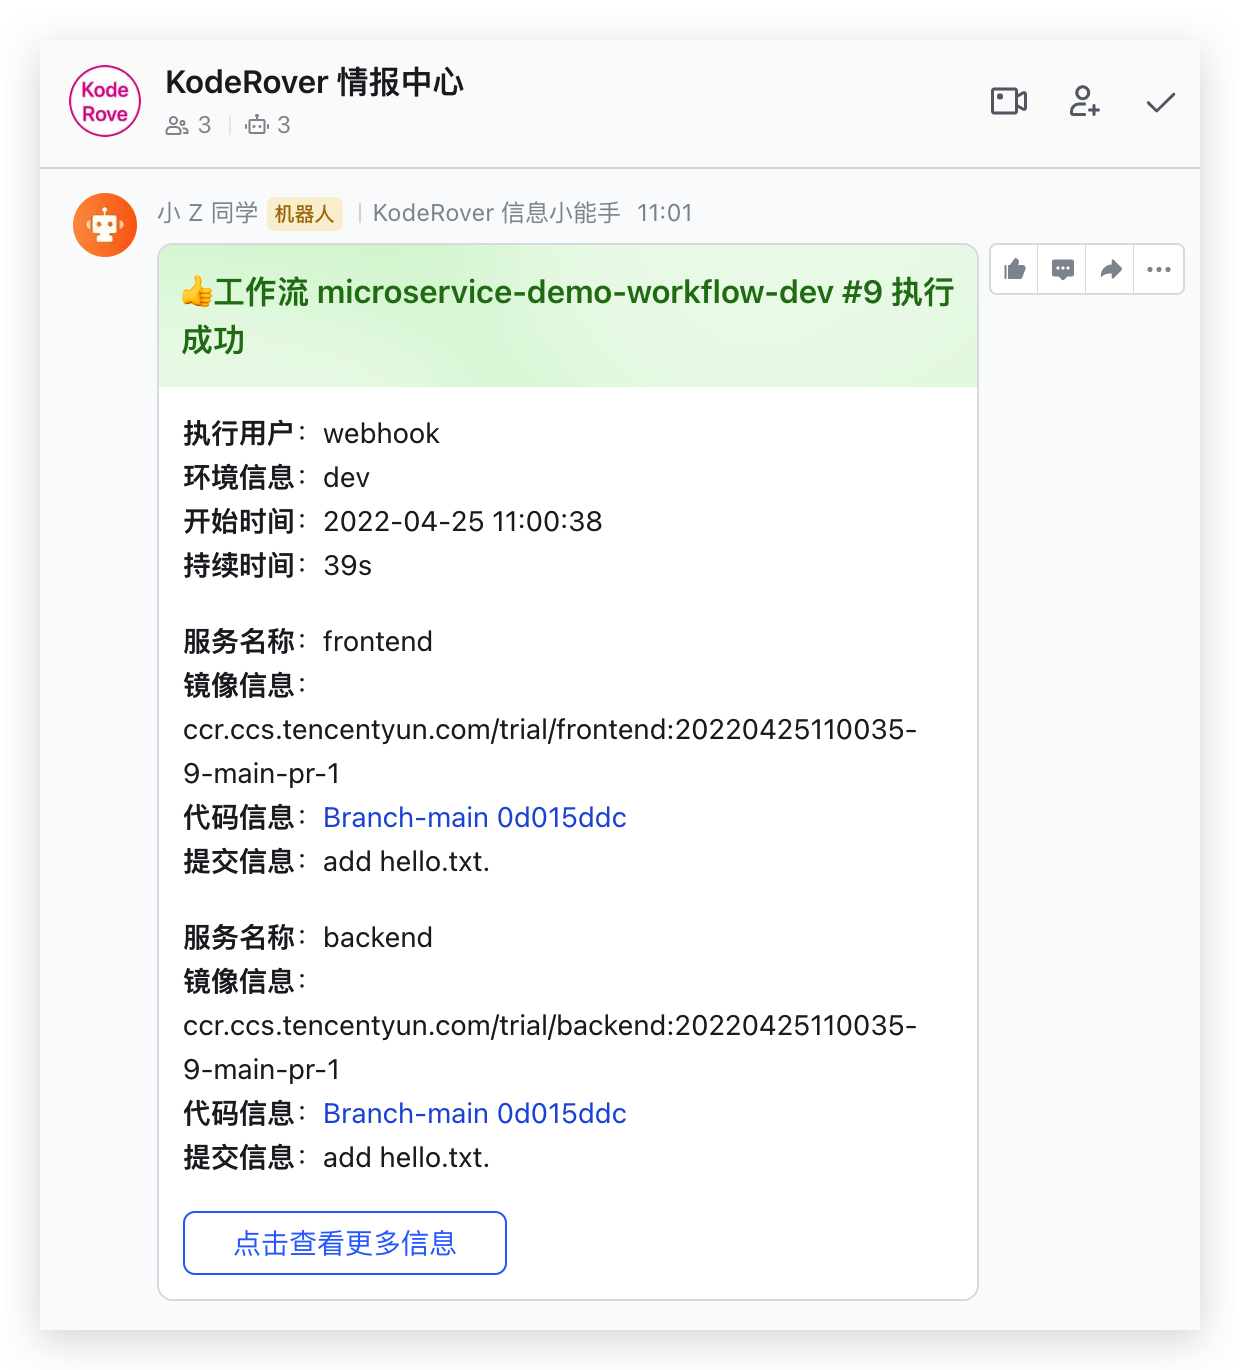 Kode
Rove
KodeRover 情报中心
3 3
小 Z 同学 机器人 KodeRover 信息小能手 11:01
👍工作流 microservice-demo-workflow-dev #9 执行
成功
执行用户：webhook
环境信息：dev
开始时间：2022-04-25 11:00:38
持续时间：39s
服务名称：frontend
镜像信息：
ccr.ccs.tencentyun.com/trial/frontend:20220425110035-
9-main-pr-1
代码信息：Branch-main 0d015ddc
提交信息：add hello.txt.
服务名称：backend
镜像信息：
ccr.ccs.tencentyun.com/trial/backend:20220425110035-
9-main-pr-1
代码信息：Branch-main 0d015ddc
提交信息：add hello.txt.
点击查看更多信息